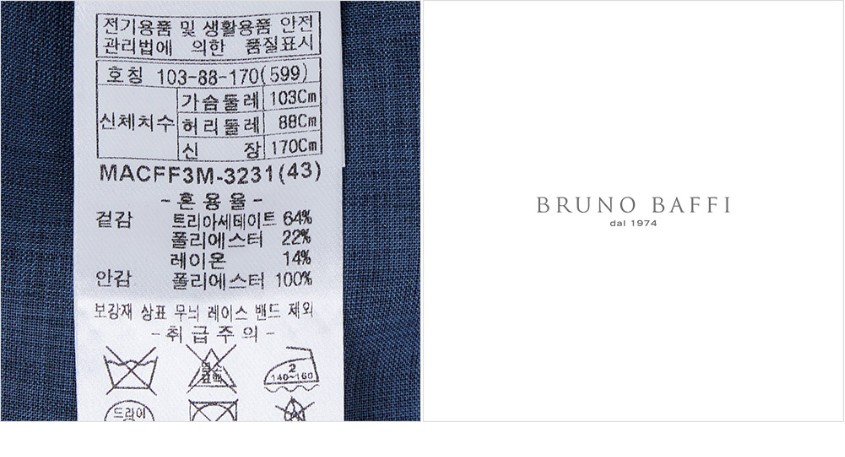 전기용품 및 생활용품 안전
관리법에 의한 품질표시
호칭 103-88-170(599)
신체치수 가슴둘레 103Cm
허리둘레 88Cm
신 장 170Cm
MACFF3M-3231(43)
-혼용율-
겉감 트리아세테이트 64%
폴리에스터 22%
레이온 14%
안감 폴리에스터 100%
보강재 상표 무늬 레이스 밴드 제외
-취급주의-
염소
표백
2
140~160
드라이
BRUNO BAFFI
dal 1974